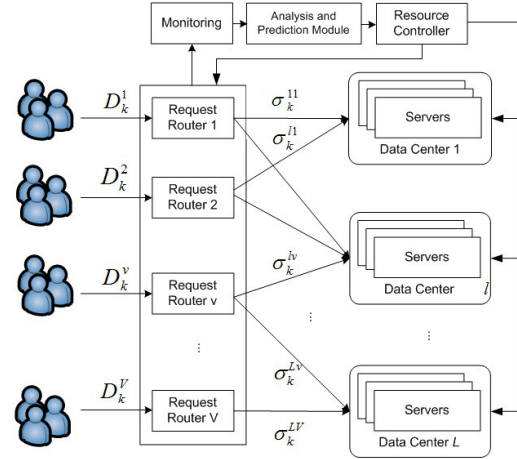 Monitoring
Analysis and
Prediction Module
Resource
Controller
D_k^1
Request
Router 1
σ_k^{11}
Servers
Data Center 1
σ_k^{l1}
D_k^2
Request
Router 2
D_k^v
Request
Router v
σ_k^{lv}
Servers
Data Center l
⋮
⋮
⋮
σ_k^{Lv}
D_k^V
Request
Router V
σ_k^{LV}
Servers
Data Center L